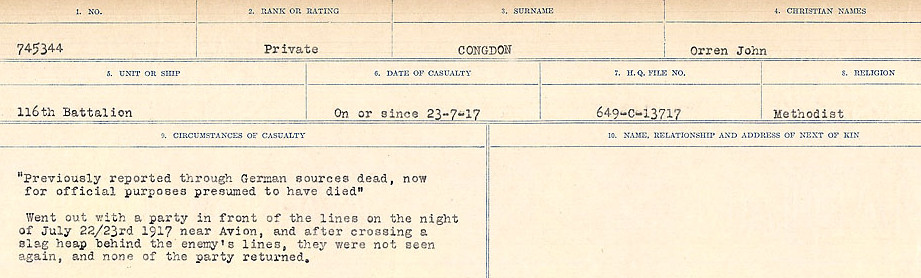 1. NO. 2. RANK OR RATING 3. SURNAME 4. CHRISTIAN NAMES
745344 Private CONGDON Orren John
5. UNIT OR SHIP 6. DATE OF CASUALTY 7. H.Q. FILE NO. 8. RELIGION
116th Battalion On or since 23-7-17 649-C-13717 Methodist
9. CIRCUMSTANCES OF CASUALTY 10. NAME, RELATIONSHIP AND ADDRESS OF NEXT OF KIN
"Previously reported through German sources dead, now
for official purposes presumed to have died"
Went out with a party in front of the lines on the night
of July 22/23rd 1917 near Avion, and after crossing a
slag heap behind the enemy's lines, they were not seen
again, and none of the party returned.